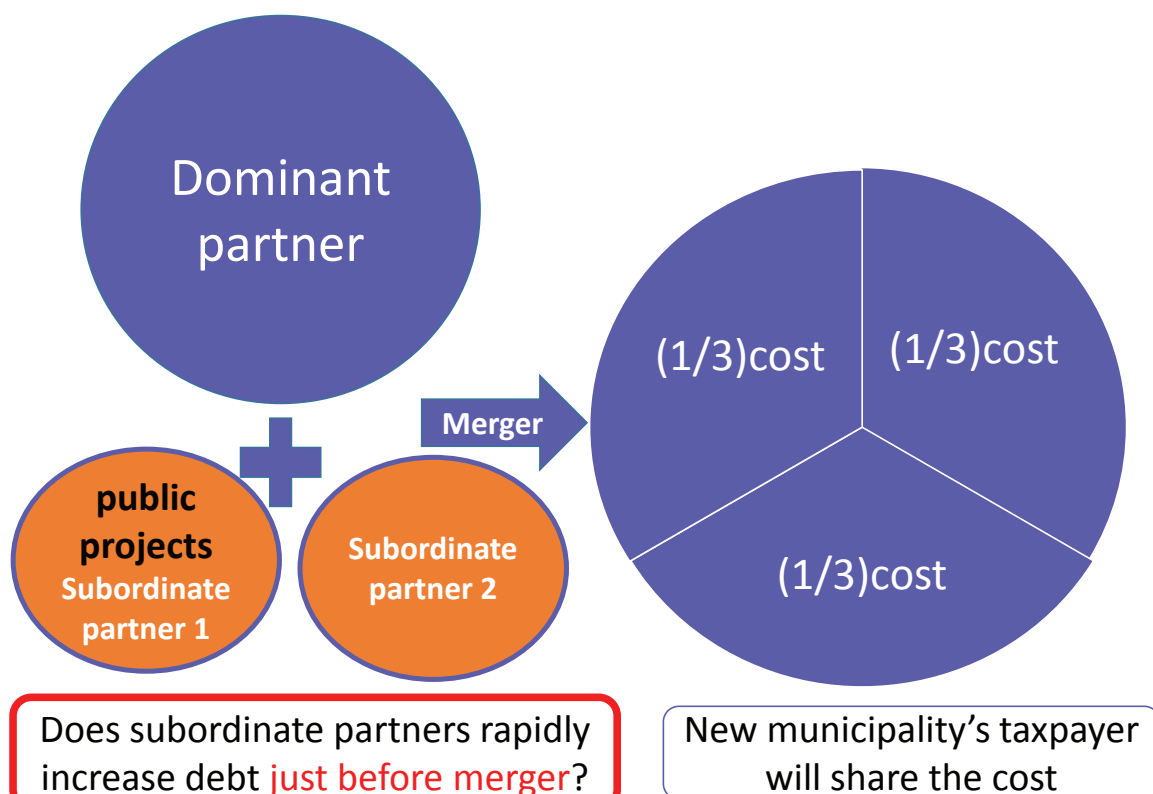 Dominant
partner
public
projects
Subordinate
partner 1
Subordinate
partner 2
Merger
(1/3)cost
(1/3)cost
(1/3)cost
Does subordinate partners rapidly
increase debt just before merger?
New municipality's taxpayer
will share the cost